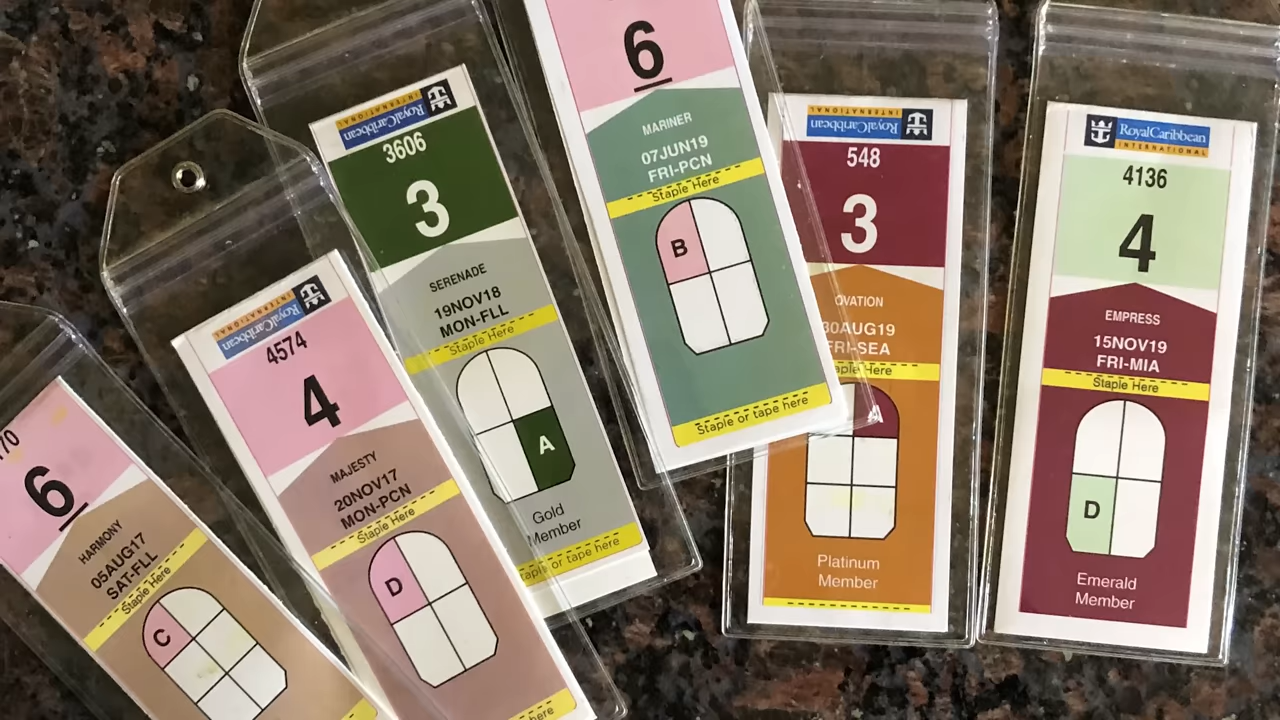 70
6
HARMONY
05AUG17
SAT-FLL
Staple Here
C
RoyalCaribbean
INTERNATIONAL
4574
4
MAJESTY
20NOV17
MON-PCN
Staple Here
D
here
RoyalCaribbean
INTERNATIONAL
3606
3
SERENADE
19NOV18
MON-FLL
Staple Here
A
Gold
Member
or tape here
6
MARINER
07JUN19
FRI-PCN
Staple Here
B
Staple or tape here
RoyalCaribbean
INTERNATIONAL
548
3
OVATION
30AUG19
FRI-SEA
Staple Here
A
Platinum
Member
RoyalCaribbean
INTERNATIONAL
4136
4
EMPRESS
15NOV19
FRI-MIA
Staple Here
D
Emerald
Member